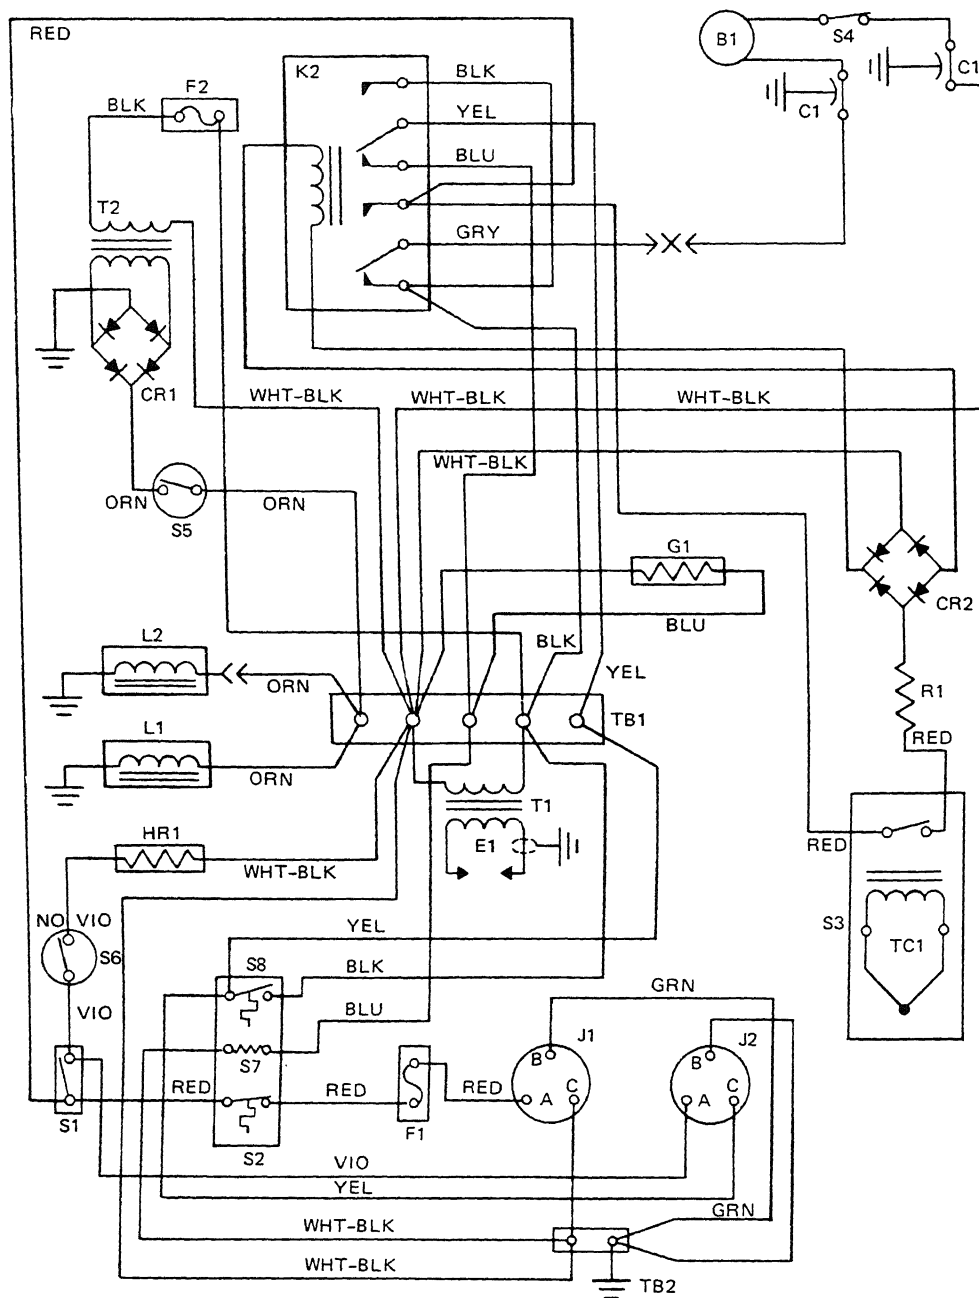 RED
K2
BLK
YEL
BLU
GRY
B1
S4
C1
C1
BLK
F2
T2
CR1
WHT-BLK
WHT-BLK
WHT-BLK
WHT-BLK
ORN
S5
ORN
G1
BLU
CR2
L2
ORN
BLK
YEL
TB1
R1
RED
L1
ORN
T1
E1
HR1
WHT-BLK
RED
S3
TC1
NO
VIO
S6
YEL
S8
BLK
VIO
BLU
GRN
S7
J1
J2
B
B
RED
RED
RED
A
C
A
C
S1
S2
F1
VIO
YEL
GRN
WHT-BLK
WHT-BLK
TB2